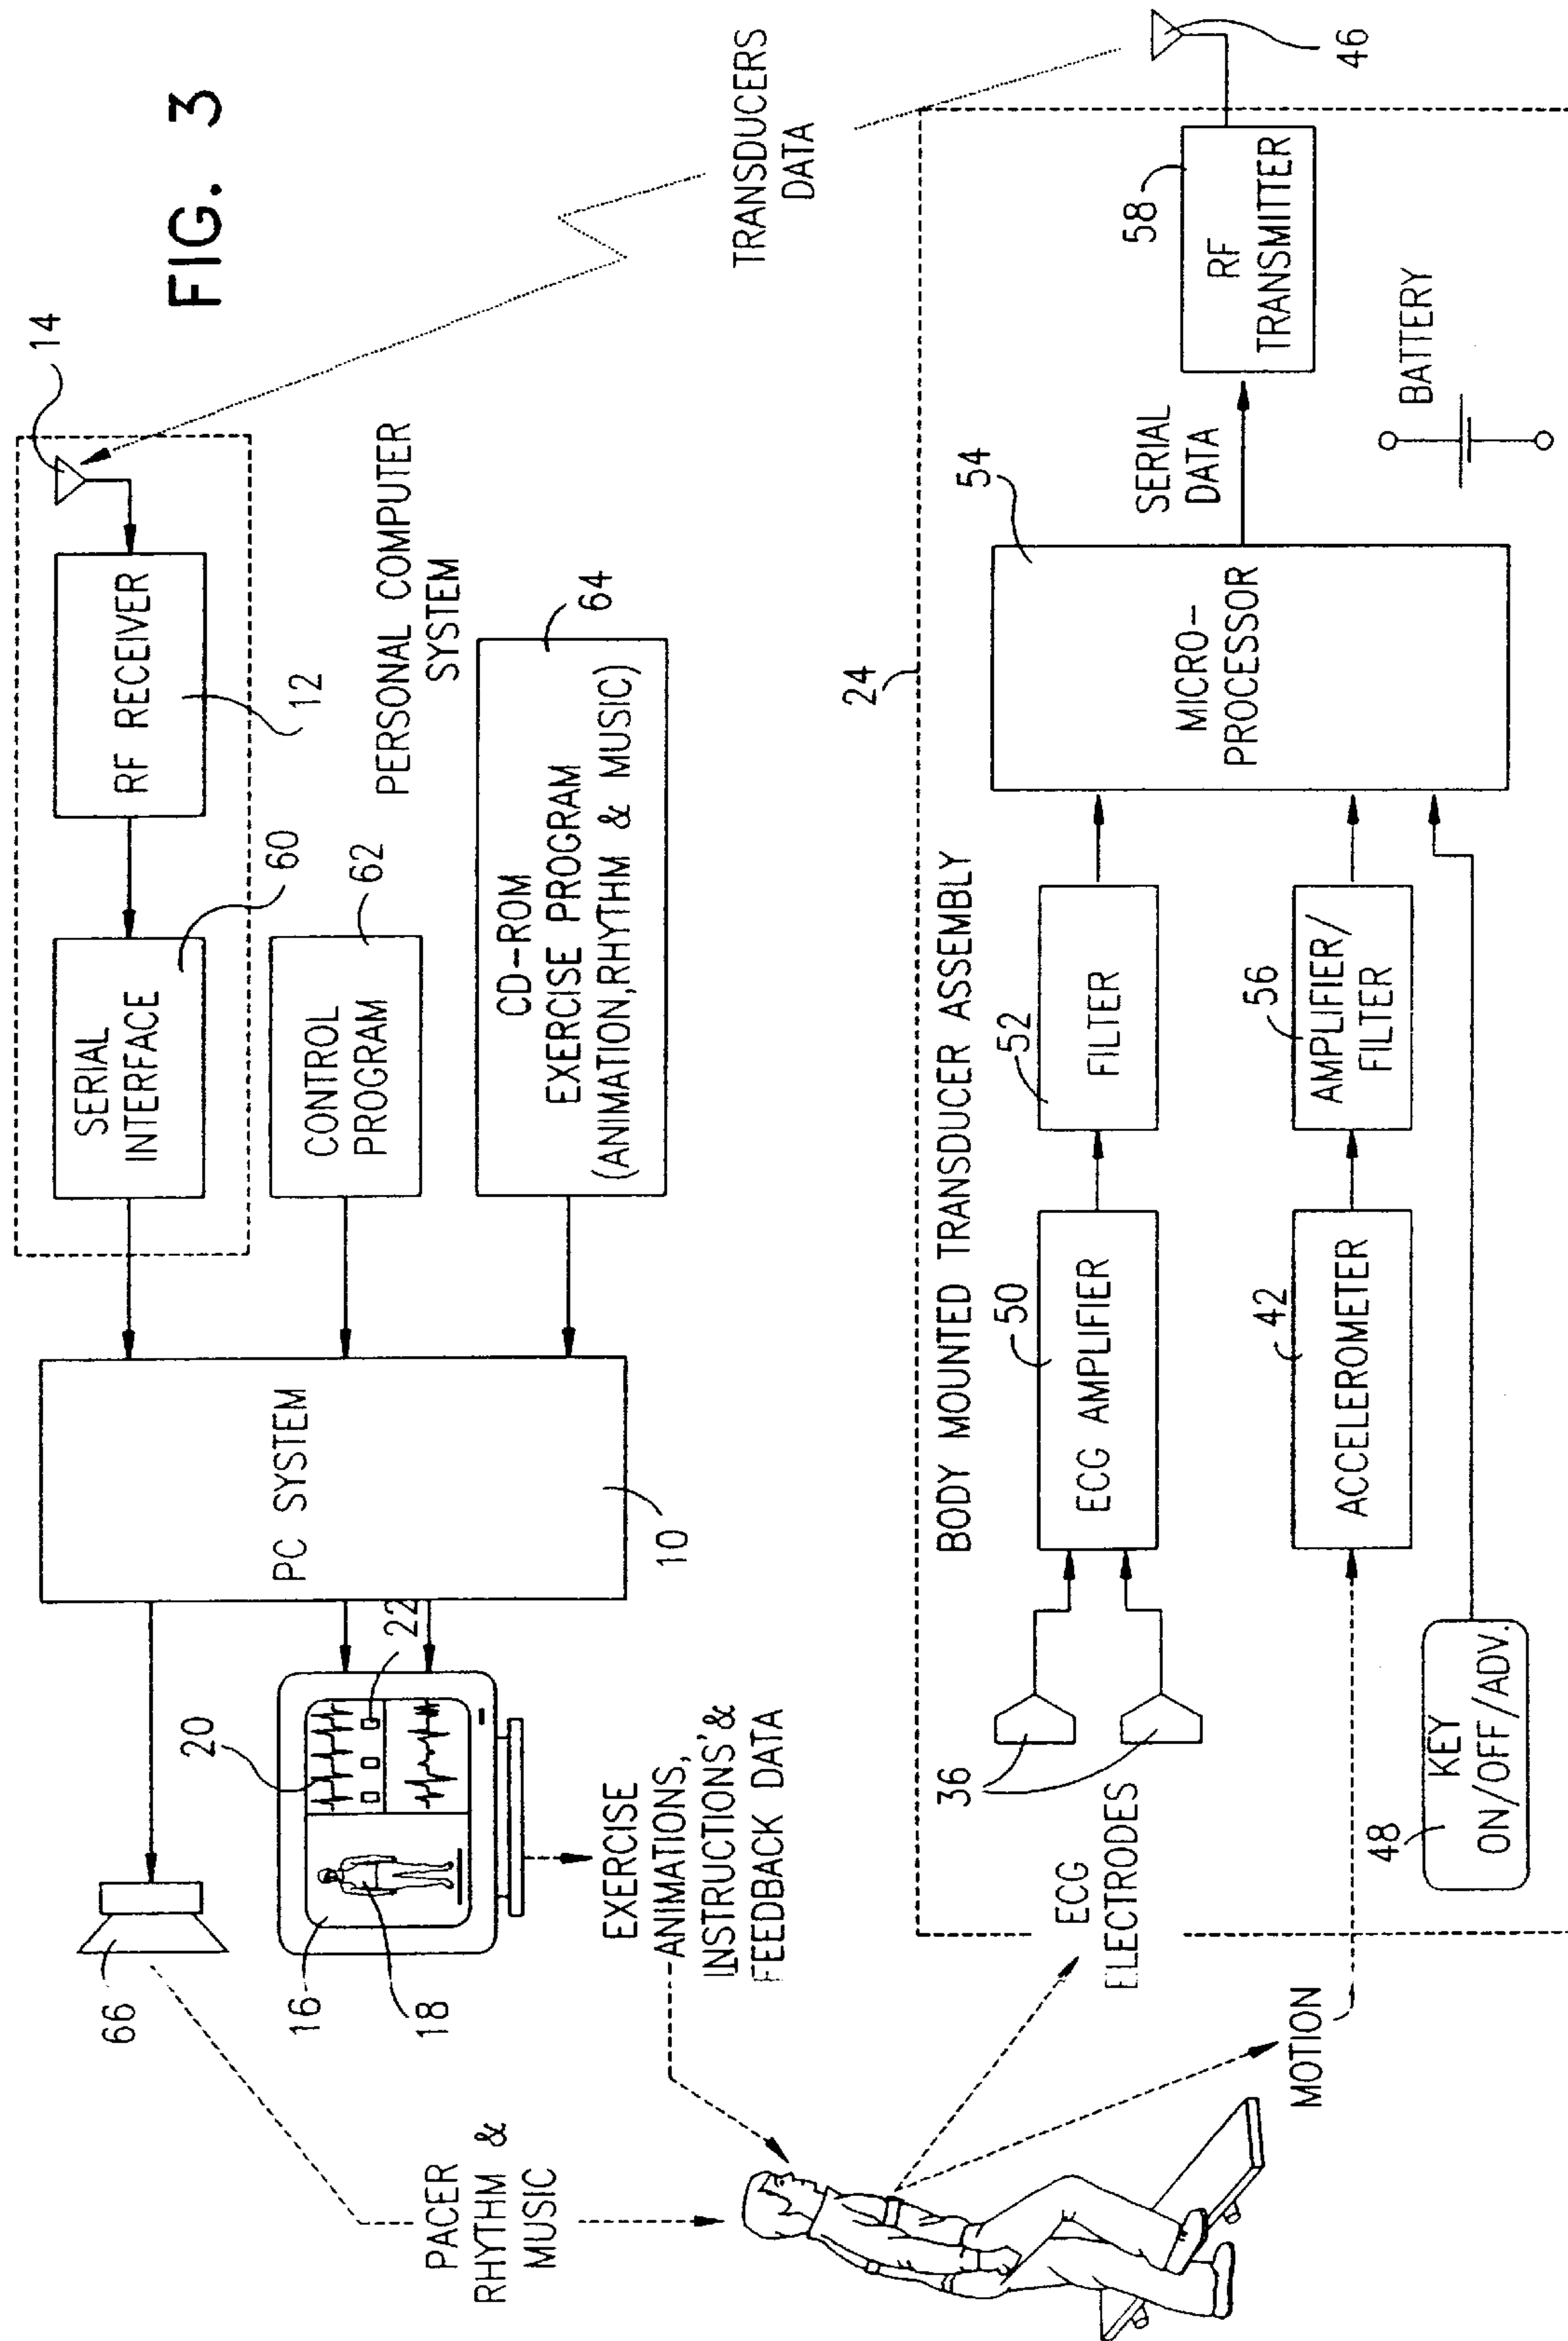 FIG. 3
14
RF RECEIVER
12
SERIAL
INTERFACE
60
PERSONAL COMPUTER
SYSTEM
CONTROL
PROGRAM
62
CD-ROM
EXERCISE PROGRAM
(ANIMATION,RHYTHM & MUSIC)
64
PC SYSTEM
10
66
16
18
20
22
PACER
RHYTHM &
MUSIC
EXERCISE
ANIMATIONS,
INSTRUCTIONS'&
FEEDBACK DATA
TRANSDUCERS
DATA
46
BODY MOUNTED TRANSDUCER ASSEMBLY
24
ECG
ELECTRODES
36
50
ECG AMPLIFIER
52
FILTER
MOTION
42
ACCELEROMETER
56
AMPLIFIER/
FILTER
48
KEY
ON/OFF/ADV.
54
MICRO-
PROCESSOR
SERIAL
DATA
58
RF
TRANSMITTER
BATTERY